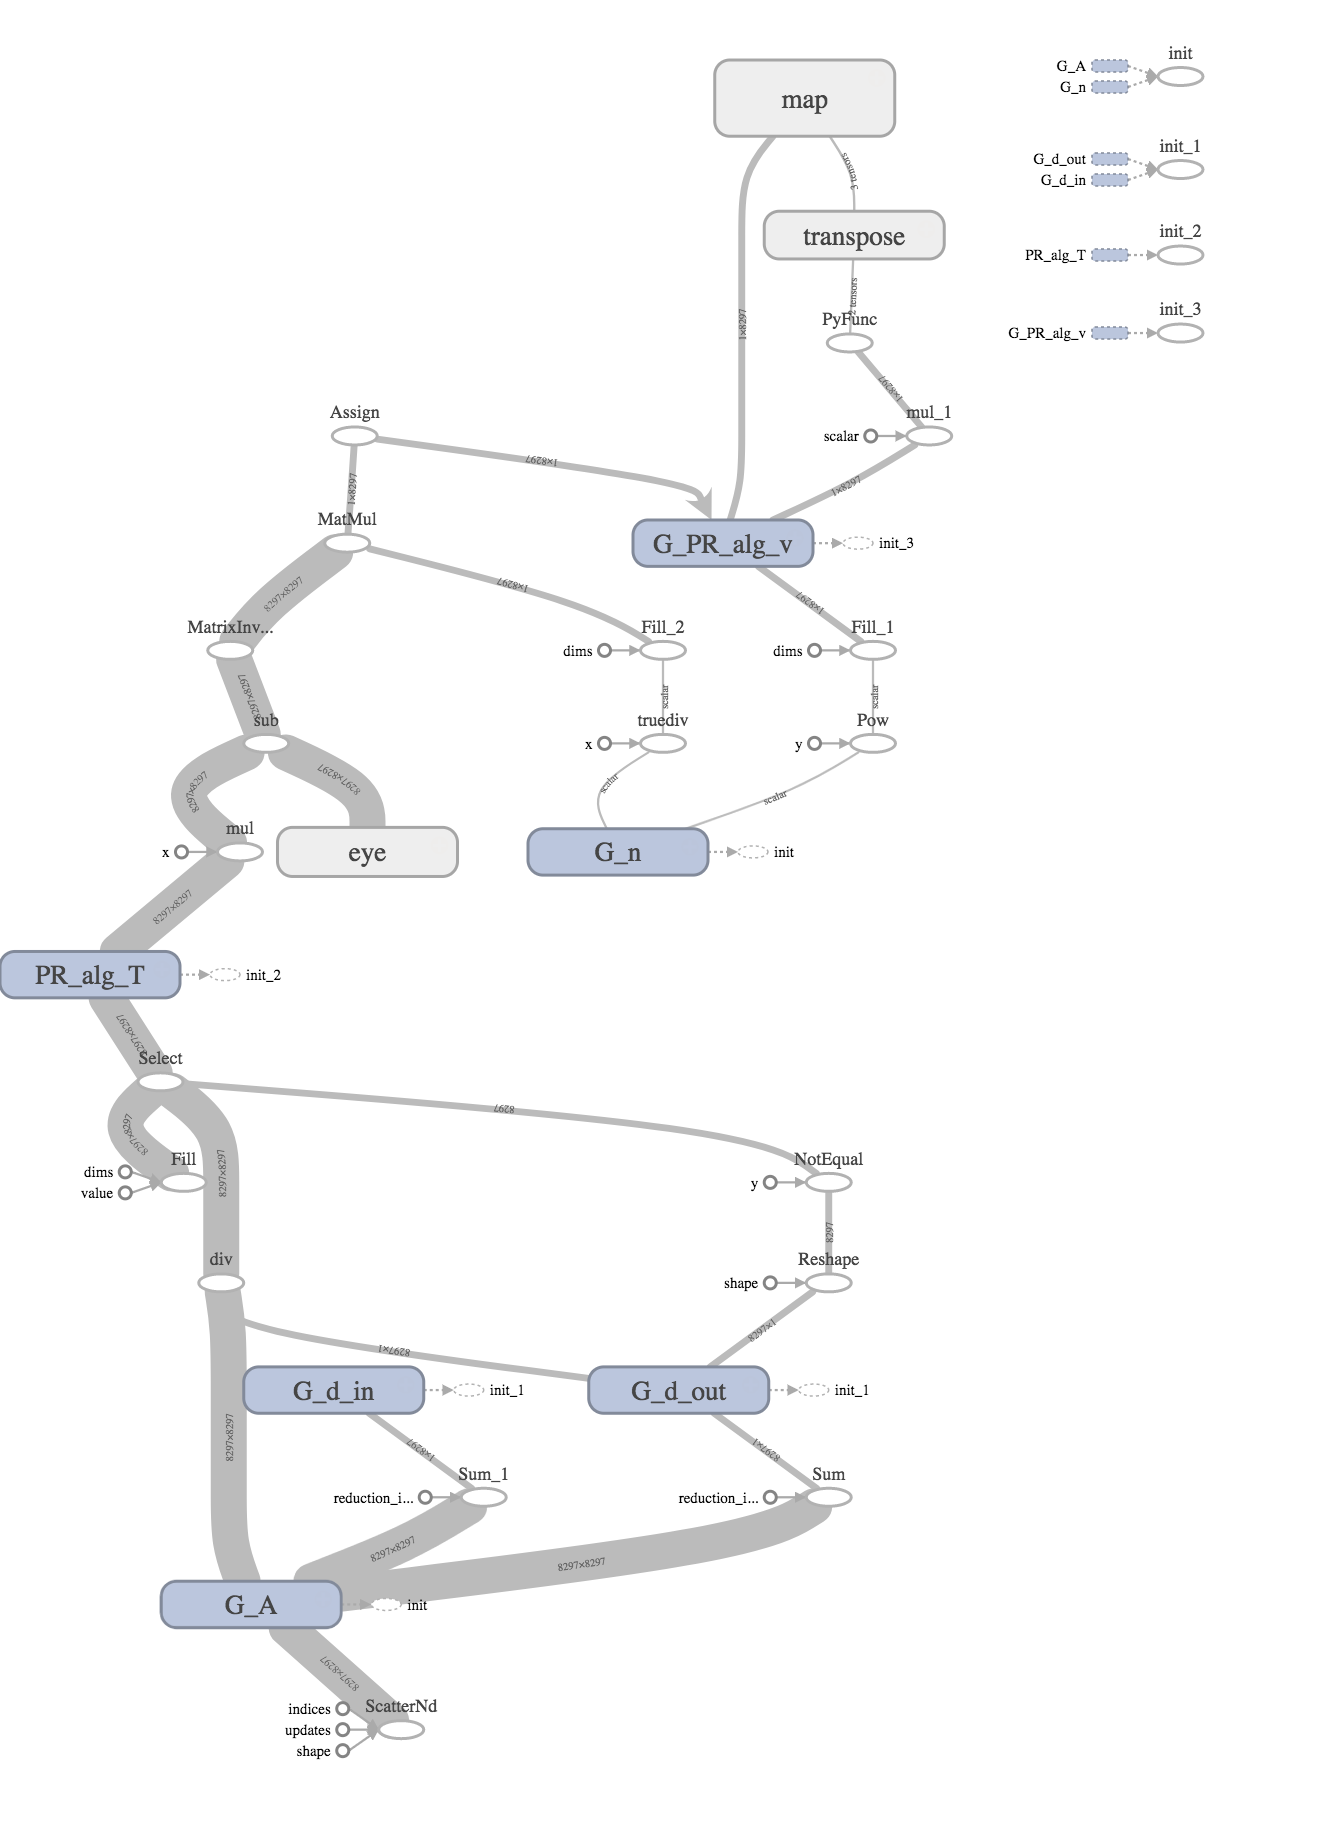 map
G_A
G_n
init
3 tensors
G_d_out
G_d_in
init_1
transpose
PR_alg_T
init_2
2 tensors
PyFunc
1×8297
G_PR_alg_v
init_3
1×8297
Assign
mul_1
scalar
1×8297
1×8297
1×8297
MatMul
G_PR_alg_v
init_3
8297×8297
1×8297
1×8297
MatrixInv...
Fill_2
dims
Fill_1
dims
8297×8297
scalar
scalar
sub
truediv
x
Pow
y
8297×8297
8297×8297
scalar
scalar
mul
x
eye
G_n
init
8297×8297
PR_alg_T
init_2
8297×8297
Select
8297
8297×8297
8297×8297
Fill
dims
value
NotEqual
y
8297
div
Reshape
shape
8297×1
8297×1
G_d_in
init_1
G_d_out
init_1
8297×8297
1×8297
8297×1
Sum_1
reduction_i...
Sum
reduction_i...
8297×8297
8297×8297
G_A
init
8297×8297
ScatterNd
indices
updates
shape